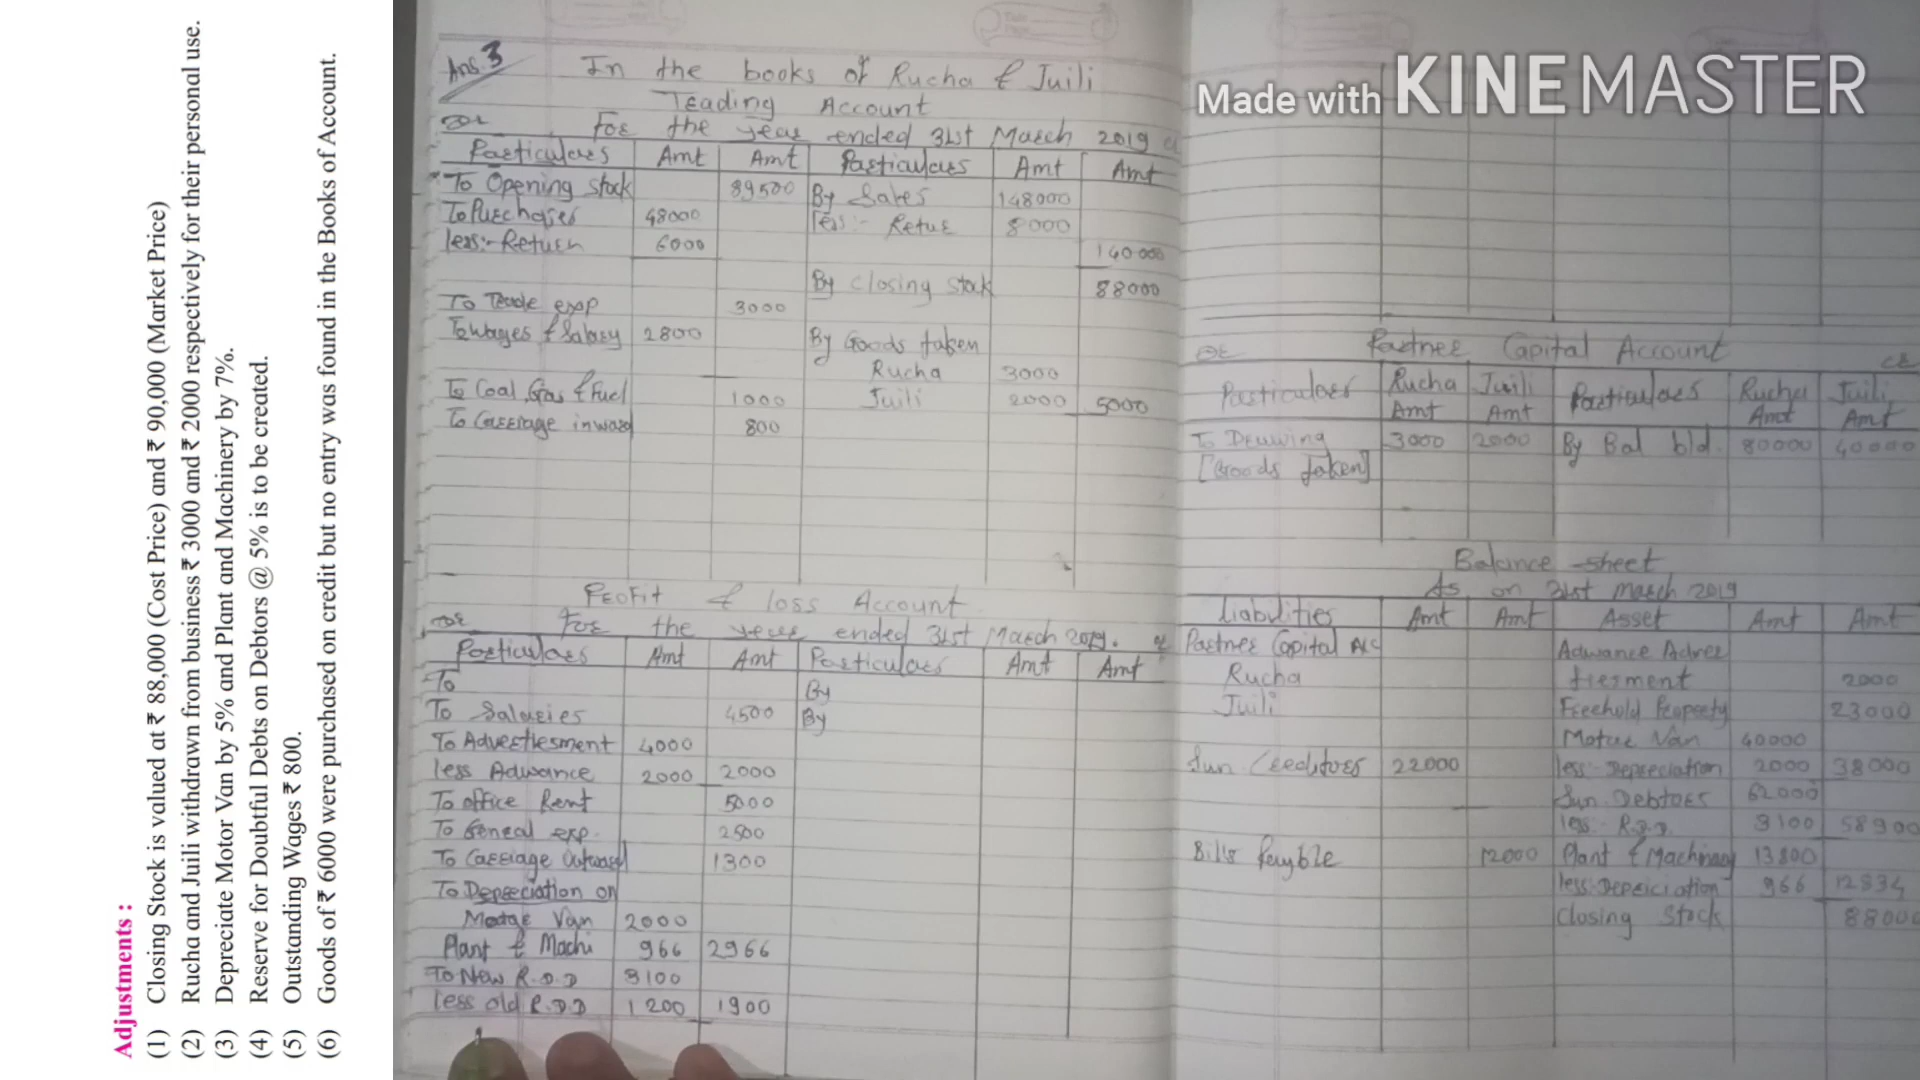 Adjustments :
(1) Closing Stock is valued at ₹ 88,000 (Cost Price) and ₹ 90,000 (Market Price)
(2) Rucha and Juili withdrawn from business ₹ 3000 and ₹ 2000 respectively for their personal use.
(3) Depreciate Motor Van by 5% and Plant and Machinery by 7%.
(4) Reserve for Doubtful Debts on Debtors @ 5% is to be created.
(5) Outstanding Wages ₹ 800.
(6) Goods of ₹ 6000 were purchased on credit but no entry was found in the Books of Account.
Ans. 3
In the books of Rucha & Juili
Trading Account
For the year ended 31st March 2019
Particulars Amt Amt Particulars Amt Amt
To Opening stock 89500 By Sales 148000
To Purchases 48000 less:- Retur 8000
less:- Return 6000 140000
By Closing stock 88000
To Trade exp 3000
To Wages & Salary 2800 By Goods taken
Rucha 3000
To Coal, Gas & Fuel 1000 Juili 2000 5000
To Carriage inward 800
Profit & loss Account
For the year ended 31st March 2019.
Particulars Amt Amt Particulars Amt Amt
To By
To Salaries 4500 By
To Advertiesment 4000
less Adwance 2000 2000
To office Rent 5000
To Geneal exp. 2500
To Carriage Outward 1300
To Depreciation on
Van 2000
Plant & Machi 966 2966
To New R.D.D 3100
less old R.D.D 1200 1900
Made with KINEMASTER
Partner Capital Account
Particulars Rucha Juili Particulars Rucha Juili
Amt Amt Amt Amt
To Drawing 3000 2000 By Bal b/d. 80000 40000
[Goods taken]
Balance sheet
As on 31st march 2019
Liabilities Amt Amt Asset Amt Amt
Partner Capital A/C Adwance Adver
Rucha tiesment 2000
Juili Freehold Property 23000
Van 40000
Sun Creditors 22000 less Depreciation 2000 38000
Sun. Debtors 62000
less:- R.D.D. 3100 58900
Bills Payble 12000 Plant & Machinary 13800
less:- 966 12834
Closing Stock 88000